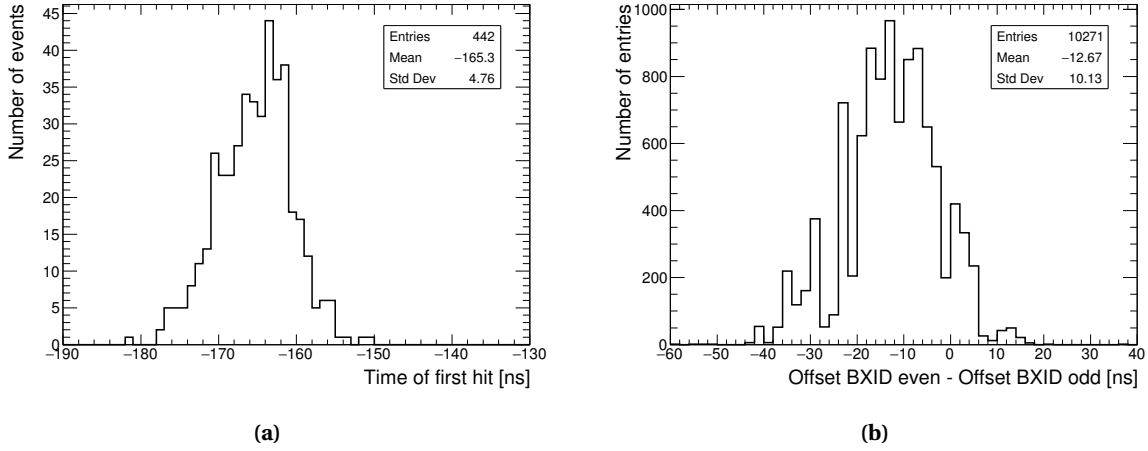 Number of events
45
40
35
30
25
20
15
10
5
0
Entries 442
Mean −165.3
Std Dev 4.76
−190 −180 −170 −160 −150 −140 −130
Time of first hit [ns]
(a)
Number of entries
1000
800
600
400
200
0
Entries 10271
Mean −12.67
Std Dev 10.13
−60 −50 −40 −30 −20 −10 0 10 20 30 40
Offset BXID even - Offset BXID odd [ns]
(b)